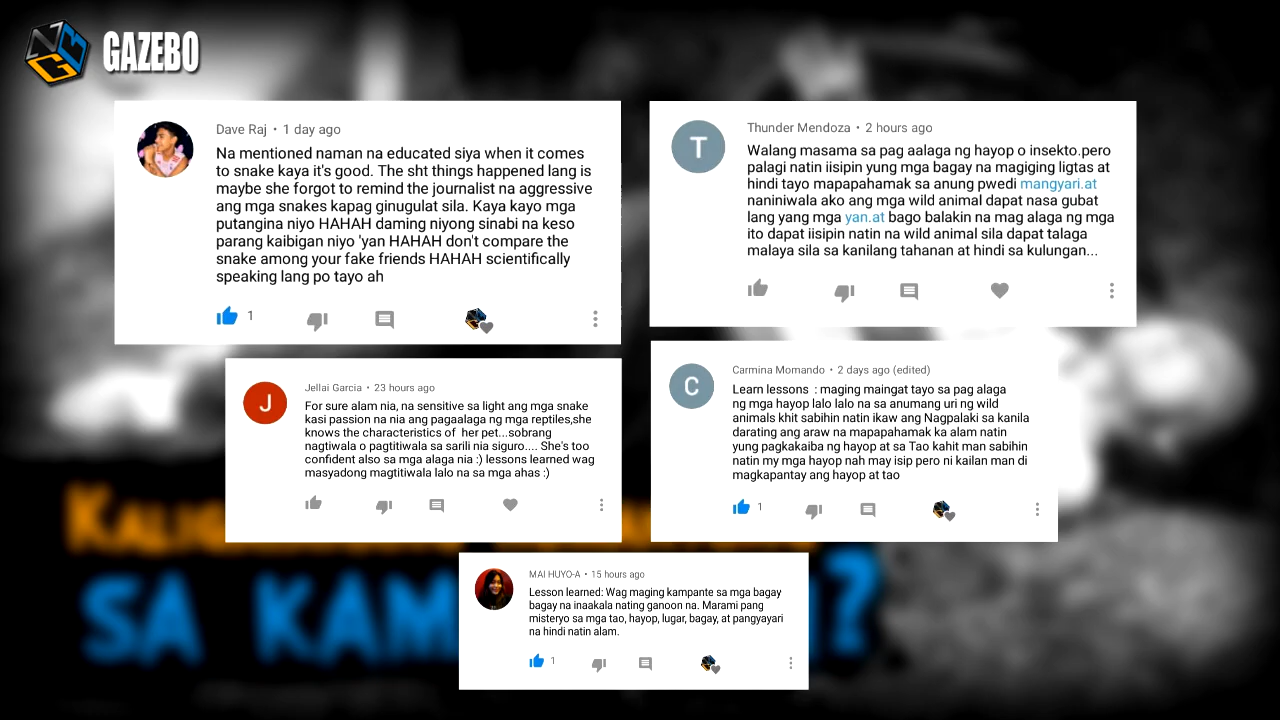 GAZEBO
Dave Raj • 1 day ago
Na mentioned naman na educated siya when it comes
to snake kaya it's good. The sht things happened lang is
maybe she forgot to remind the journalist na aggressive
ang mga snakes kapag ginugulat sila. Kaya kayo mga
putangina niyo HAHAH daming niyong sinabi na keso
parang kaibigan niyo 'yan HAHAH don't compare the
snake among your fake friends HAHAH scientifically
speaking lang po tayo ah
1
T
Thunder Mendoza • 2 hours ago
Walang masama sa pag aalaga ng hayop o insekto.pero
palagi natin iisipin yung mga bagay na magiging ligtas at
hindi tayo mapapahamak sa anung pwedi mangyari.at
naniniwala ako ang mga wild animal dapat nasa gubat
lang yang mga yan.at bago balakin na mag alaga ng mga
ito dapat iisipin natin na wild animal sila dapat talaga
malaya sila sa kanilang tahanan at hindi sa kulungan...
J
Jellai Garcia • 23 hours ago
For sure alam nia, na sensitive sa light ang mga snake
kasi passion na nia ang pagaalaga ng mga reptiles,she
knows the characteristics of her pet...sobrang
nagtiwala o pagtitiwala sa sarili nia siguro.... She's too
confident also sa mga alaga nia :) lessons learned wag
masyadong magtitiwala lalo na sa mga ahas :)
C
Carmina Mornando • 2 days ago (edited)
Learn lessons : maging maingat tayo sa pag alaga
ng mga hayop lalo lalo na sa anumang uri ng wild
animals khit sabihin natin ikaw ang Nagpalaki sa kanila
darating ang araw na mapapahamak ka alam natin
yung pagkakaiba ng hayop at sa Tao kahit man sabihin
natin my mga hayop nah may isip pero ni kailan man di
magkapantay ang hayop at tao
1
MAI HUYO-A • 15 hours ago
Lesson learned: Wag maging kampante sa mga bagay
bagay na inaakala nating ganoon na. Marami pang
misteryo sa mga tao, hayop, lugar, bagay, at pangyayari
na hindi natin alam.
1
SA